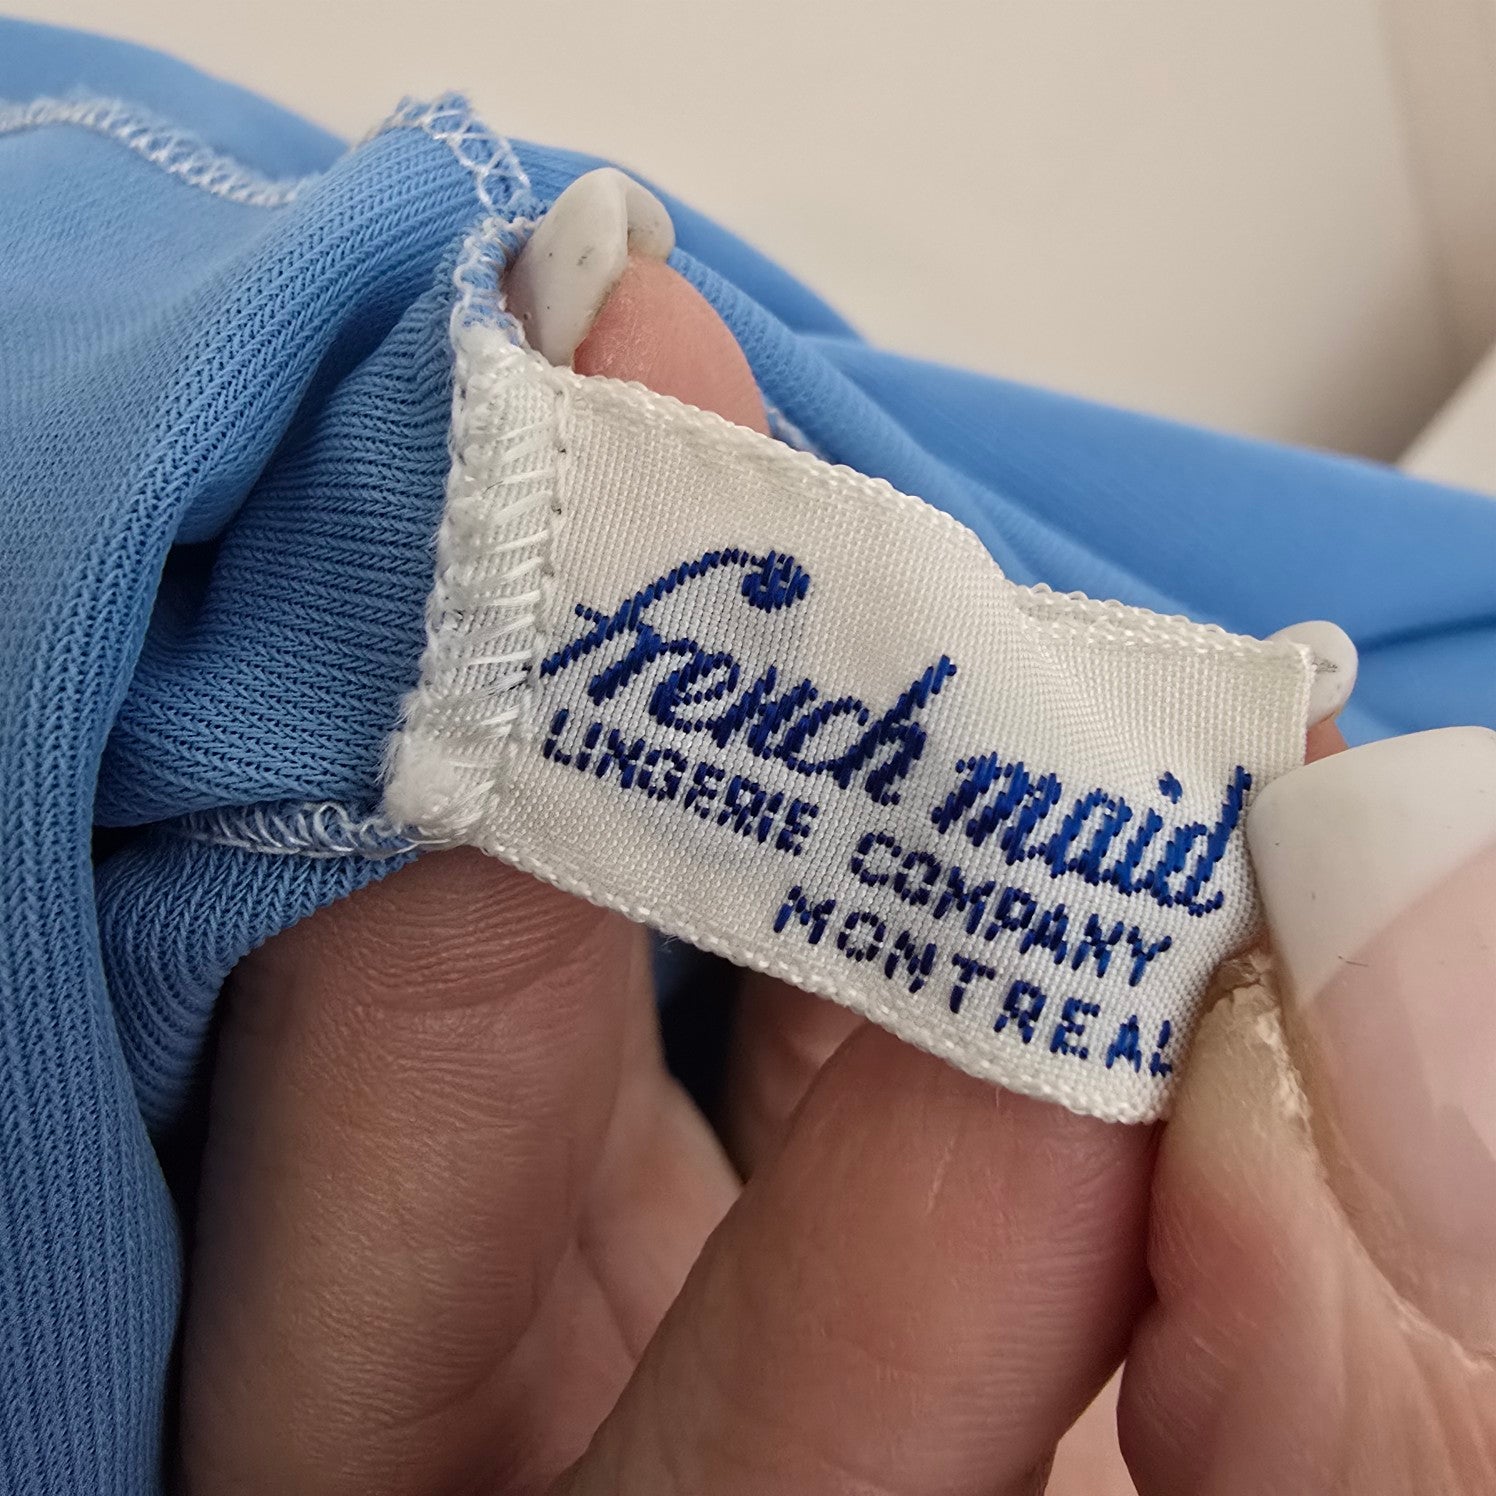 french maid
LINGERIE COMPANY
MONTREAL